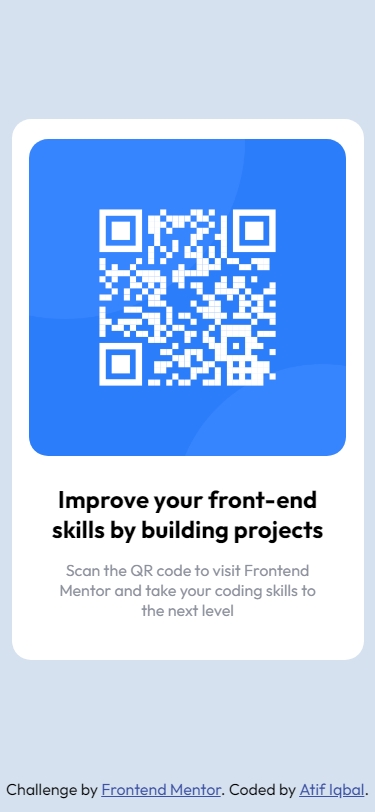 Improve your front-end
skills by building projects
Scan the QR code to visit Frontend
Mentor and take your coding skills to
the next level
Challenge by Frontend Mentor. Coded by Atif Iqbal.